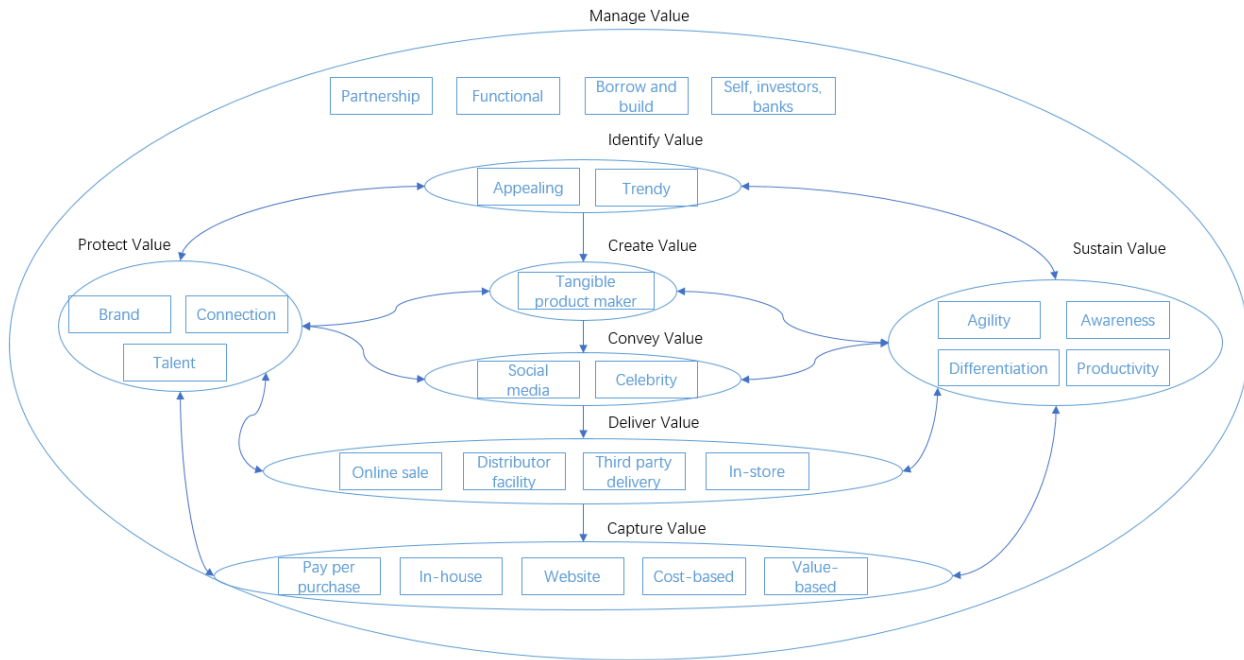 Manage Value
Partnership
Functional
Borrow and
build
Self, investors,
banks
Identify Value
Appealing
Trendy
Protect Value
Create Value
Sustain Value
Brand
Connection
Talent
Tangible
product maker
Agility
Awareness
Differentiation
Productivity
Convey Value
Social
media
Celebrity
Deliver Value
Online sale
Distributor
facility
Third party
delivery
In-store
Capture Value
Pay per
purchase
In-house
Website
Cost-based
Value-
based